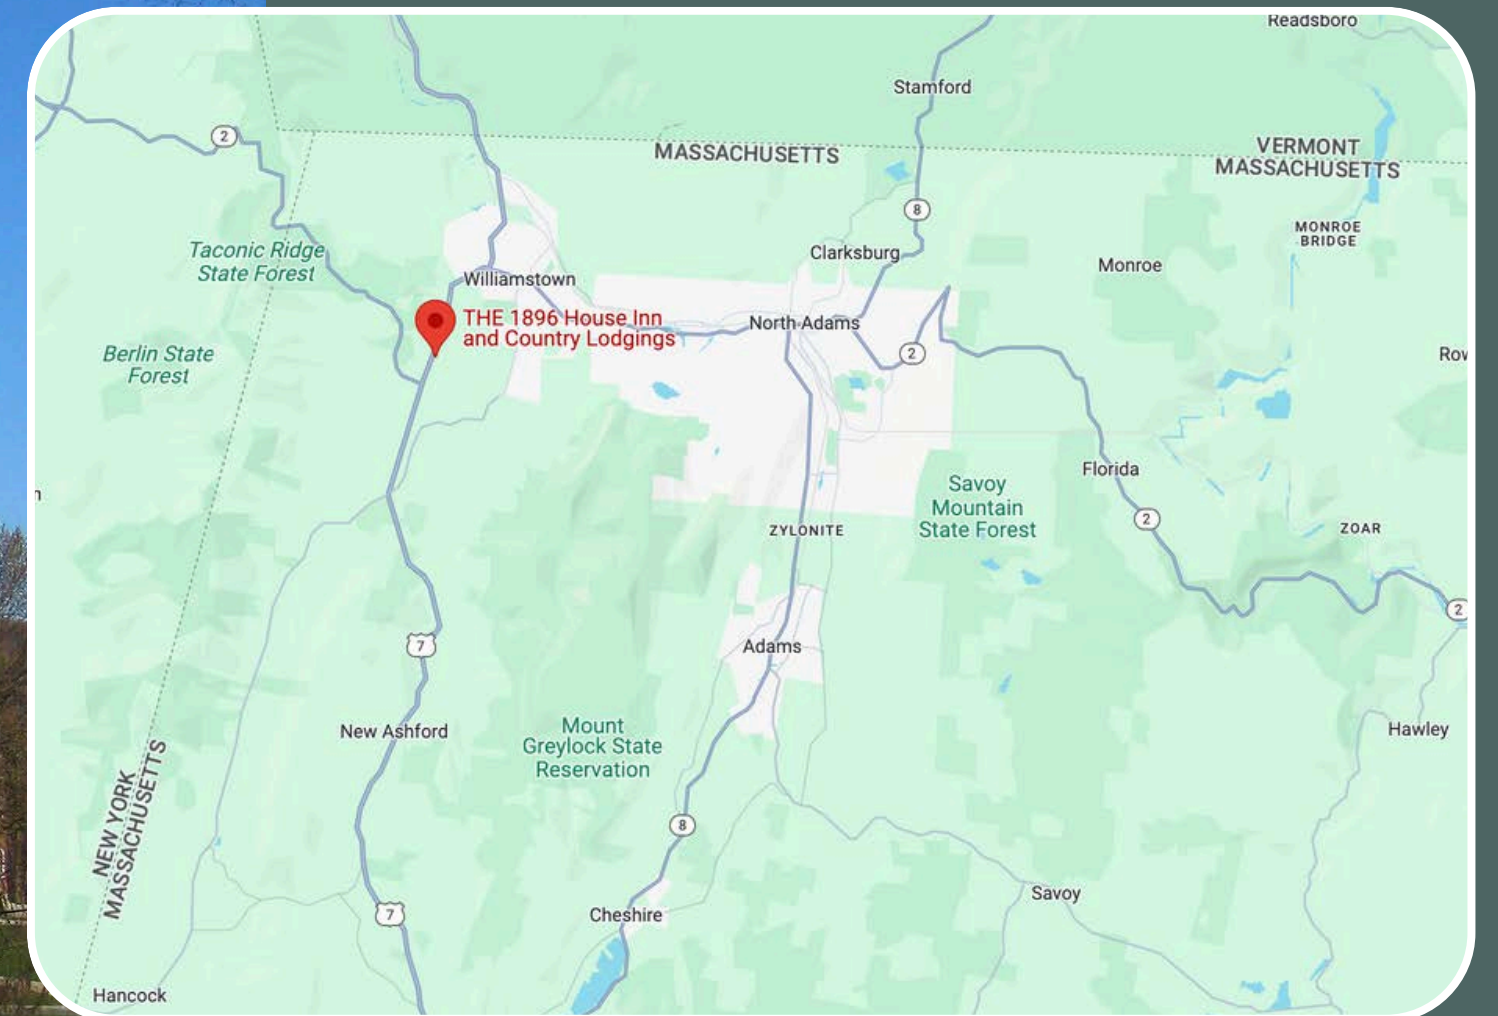 Readsboro
Stamford
2
MASSACHUSETTS
VERMONT
MASSACHUSETTS
8
MONROE
BRIDGE
Taconic Ridge
State Forest
Clarksburg
Monroe
Williamstown
THE 1896 House Inn
and Country Lodgings
North Adams
2
Berlin State
Forest
Florida
Savoy
Mountain
State Forest
2
ZYLONITE
ZOAR
2
7
Adams
New Ashford
Mount
Greylock State
Reservation
Hawley
NEW YORK
MASSACHUSETTS
8
Savoy
7
Cheshire
Hancock